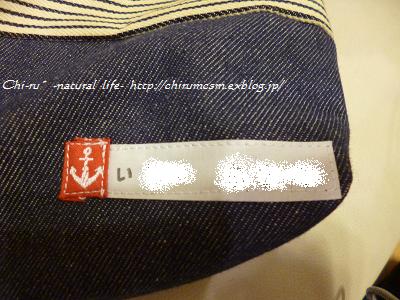 Chi-ru* -natural life- http://chirumcsm.exblog.jp/
い